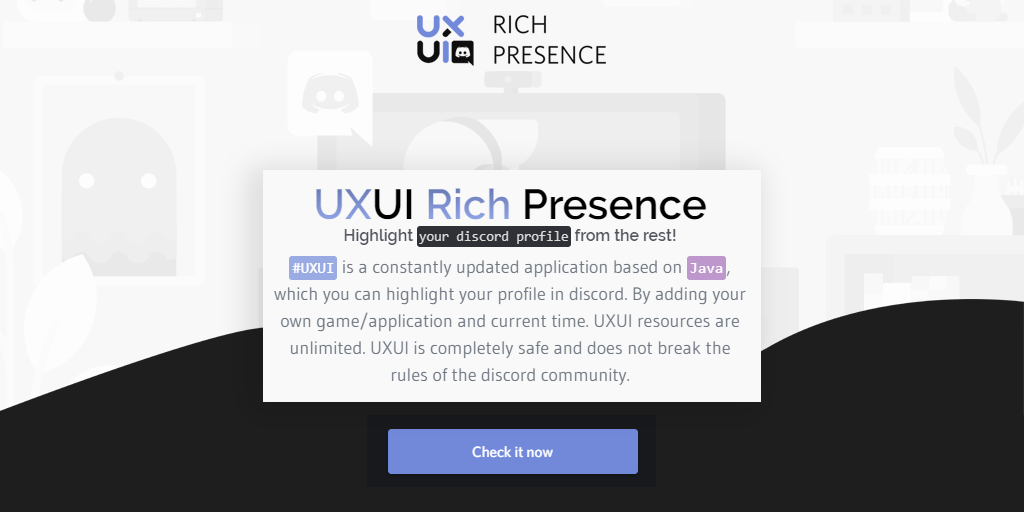 UX
UI
RICH
PRESENCE
UXUI Rich Presence
Highlight your discord profile from the rest!
#UXUI is a constantly updated application based on Java,
which you can highlight your profile in discord. By adding your
own game/application and current time. UXUI resources are
unlimited. UXUI is completely safe and does not break the
rules of the discord community.
Check it now